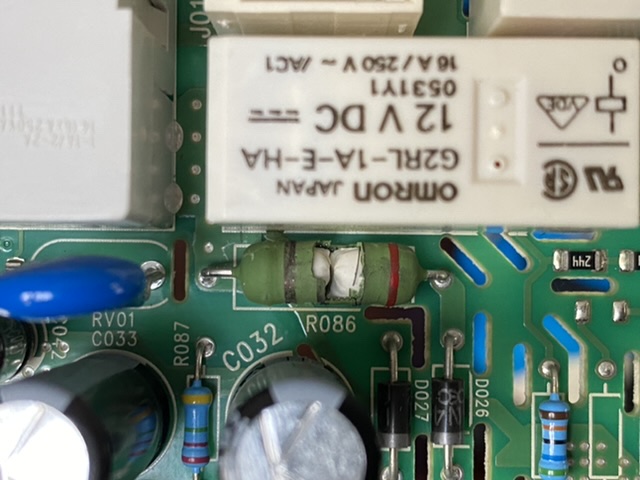 J01
16 A / 250 V ~ /AC1
0531Y1
12 V DC
G2RL-1A-E-HA
OMRON JAPAN
RV01
C033
R087
C032
R086
D027
D026
244